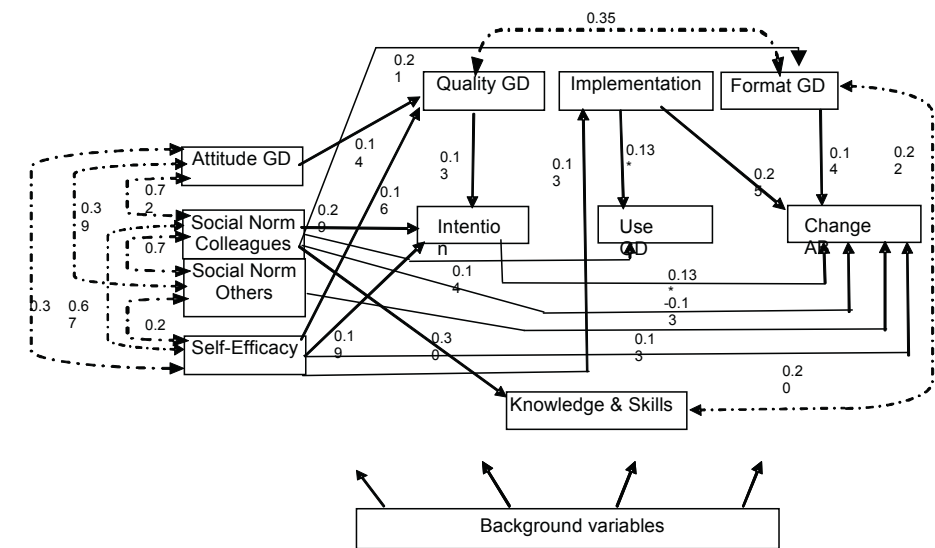 0.35
0.2
1
Quality GD
Implementation
Format GD
Attitude GD
0.1
4
0.1
3
0.1
3
0.13
*
0.2
5
0.1
4
0.2
2
0.7
2
0.1
6
0.3
9
Social Norm
Colleagues
0.2
9
Intentio
n
Use
GD
Change
AB
0.7
Social Norm
Others
0.1
4
0.13
*
-0.1
3
0.3
0.6
7
0.2
Self-Efficacy
0.1
9
0.3
0
0.1
3
0.2
0
Knowledge & Skills
Background variables